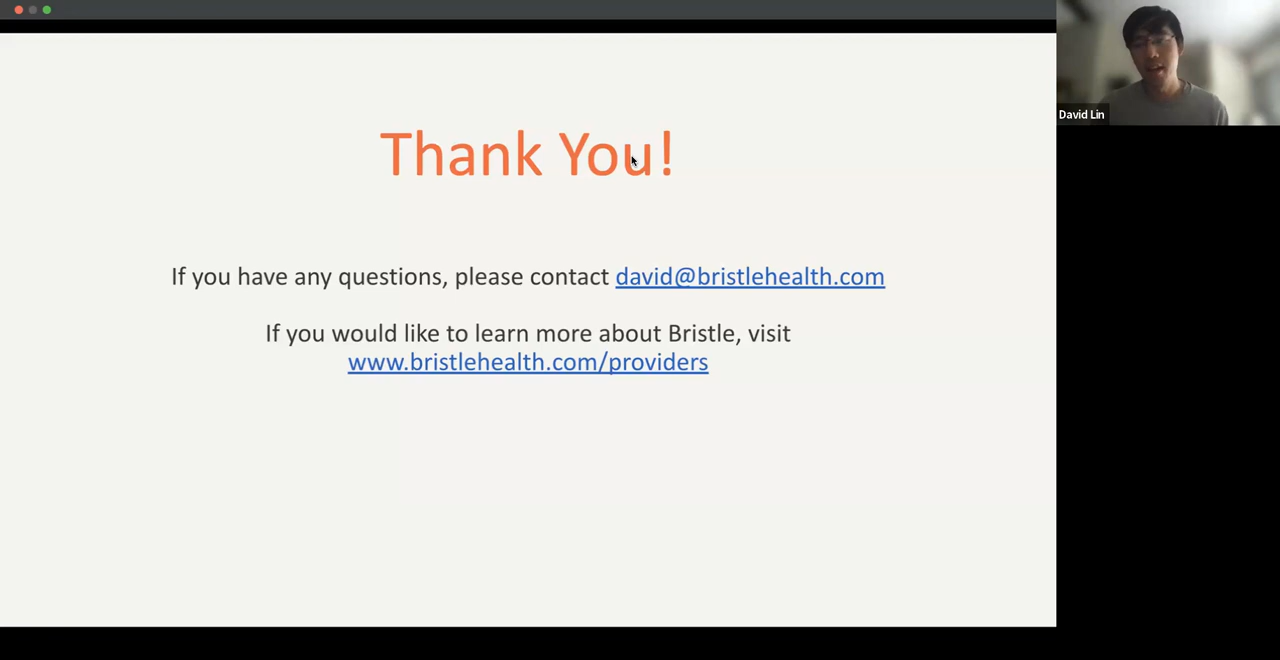 Thank You!
If you have any questions, please contact david@bristlehealth.com
If you would like to learn more about Bristle, visit
www.bristlehealth.com/providers
David Lin